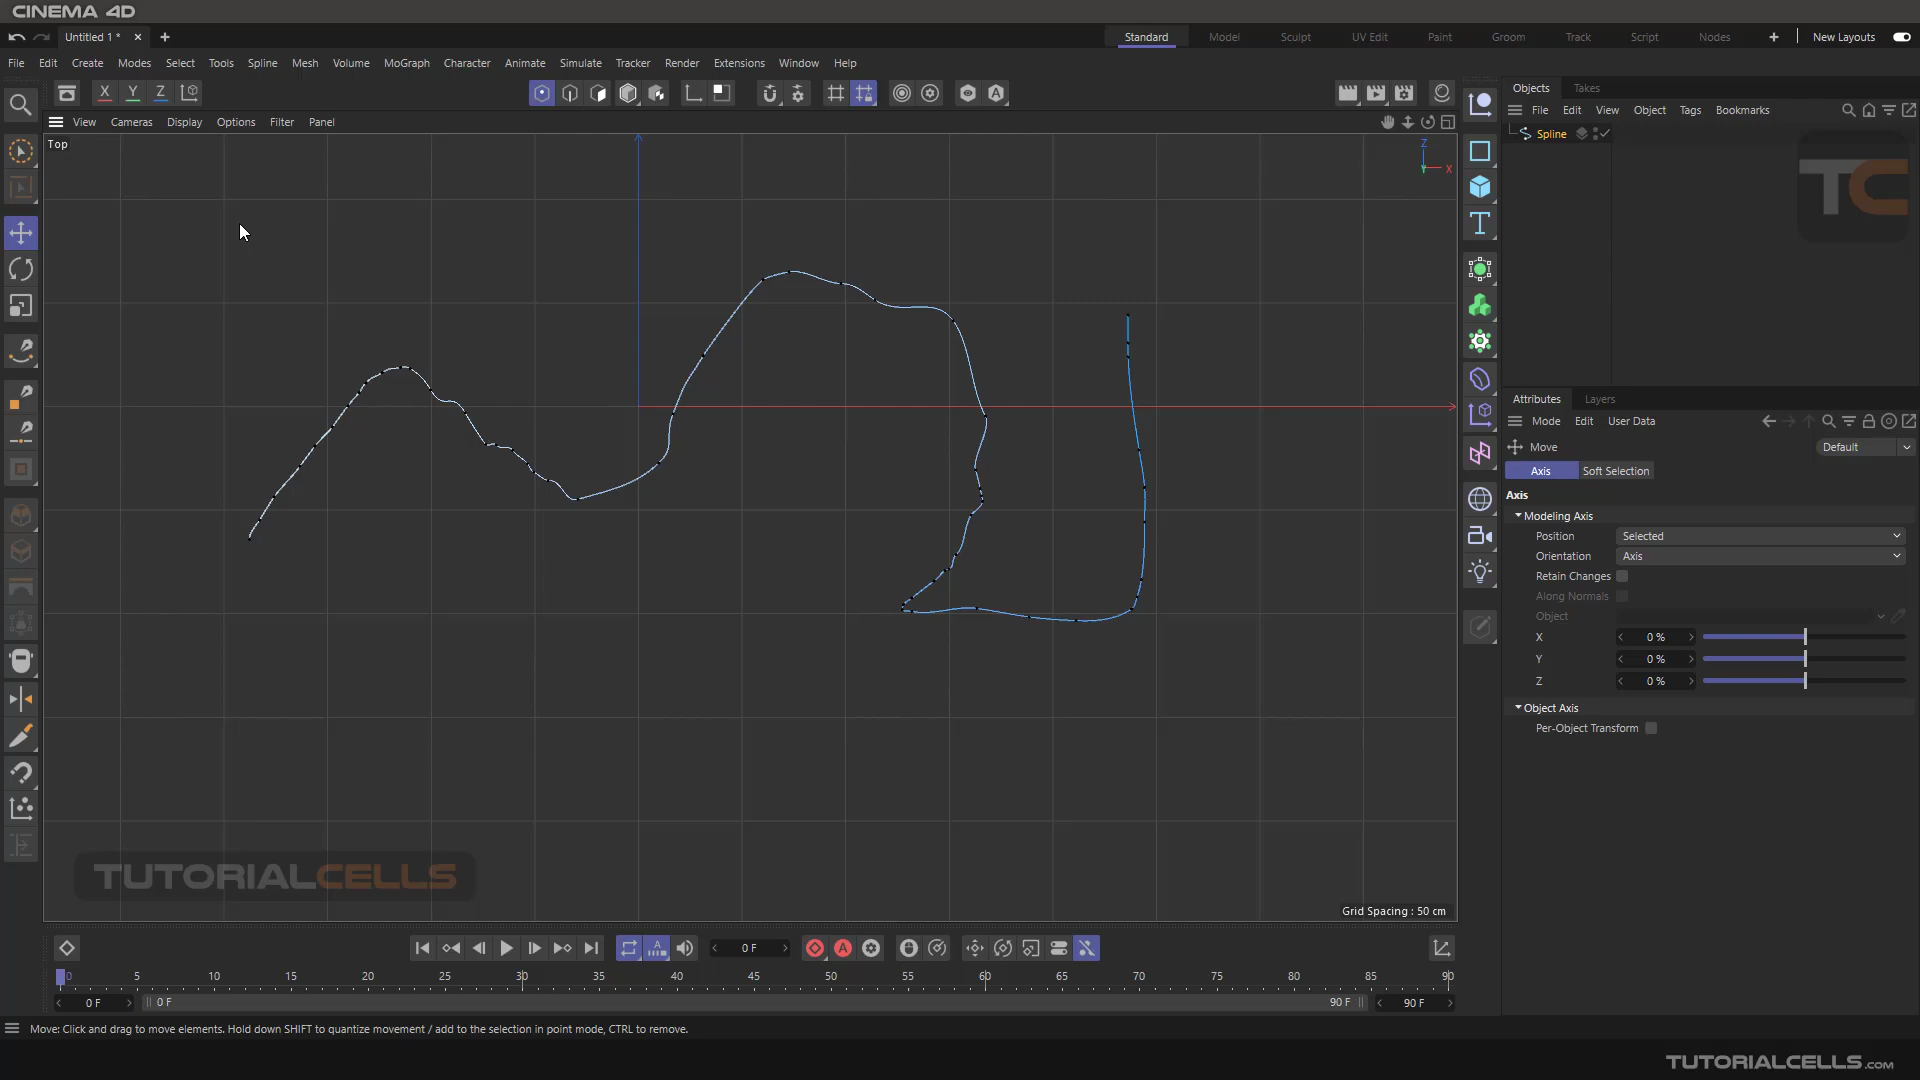 CINEMA 4D
Untitled 1 *
Standard Model Sculpt UV Edit Paint Groom Track Script Nodes New Layouts
File Edit Create Modes Select Tools Spline Mesh Volume MoGraph Character Animate Simulate Tracker Render Extensions Window Help
Objects Takes
X Y Z
File Edit View Object Tags Bookmarks
View Cameras Display Options Filter Panel
Spline
Top
Z
Y X
TC
Attributes Layers
Mode Edit User Data
Move Default
Axis Soft Selection
Axis
Modeling Axis
Position Selected
Orientation Axis
Retain Changes
Along Normals
Object
X 0 %
Y 0 %
Z 0 %
Object Axis
Per-Object Transform
TUTORIALCELLS
Grid Spacing : 50 cm
0 F
0 5 10 15 20 25 30 35 40 45 50 55 60 65 70 75 80 85 90
0 F 0 F 90 F 90 F
Move: Click and drag to move elements. Hold down SHIFT to quantize movement / add to the selection in point mode, CTRL to remove.
TUTORIALCELLS.com